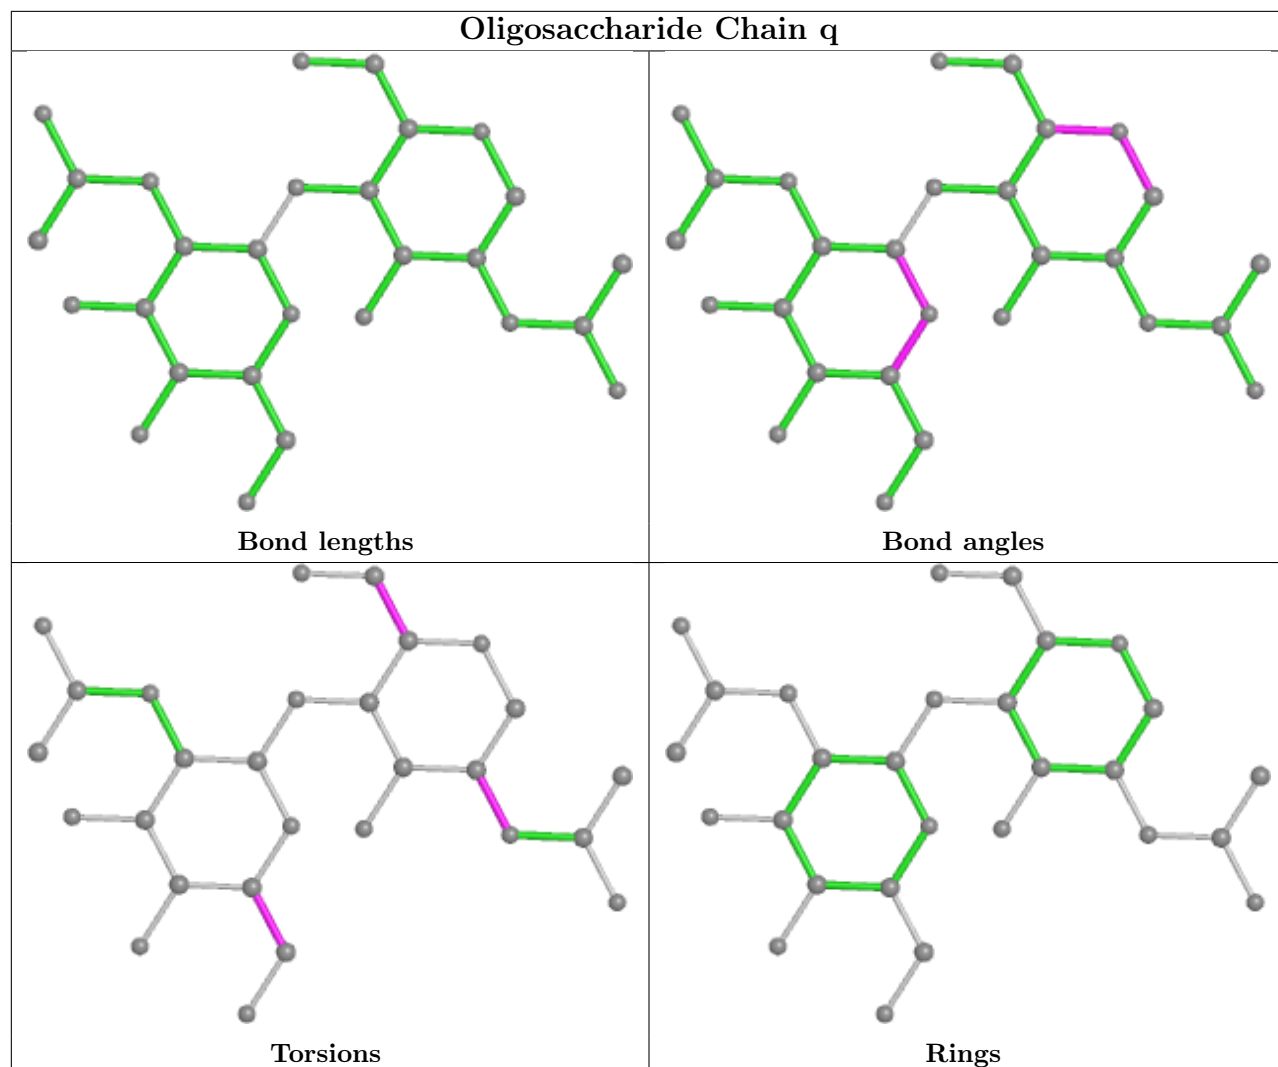 Oligosaccharide Chain q
Bond lengths
Bond angles
Torsions
Rings